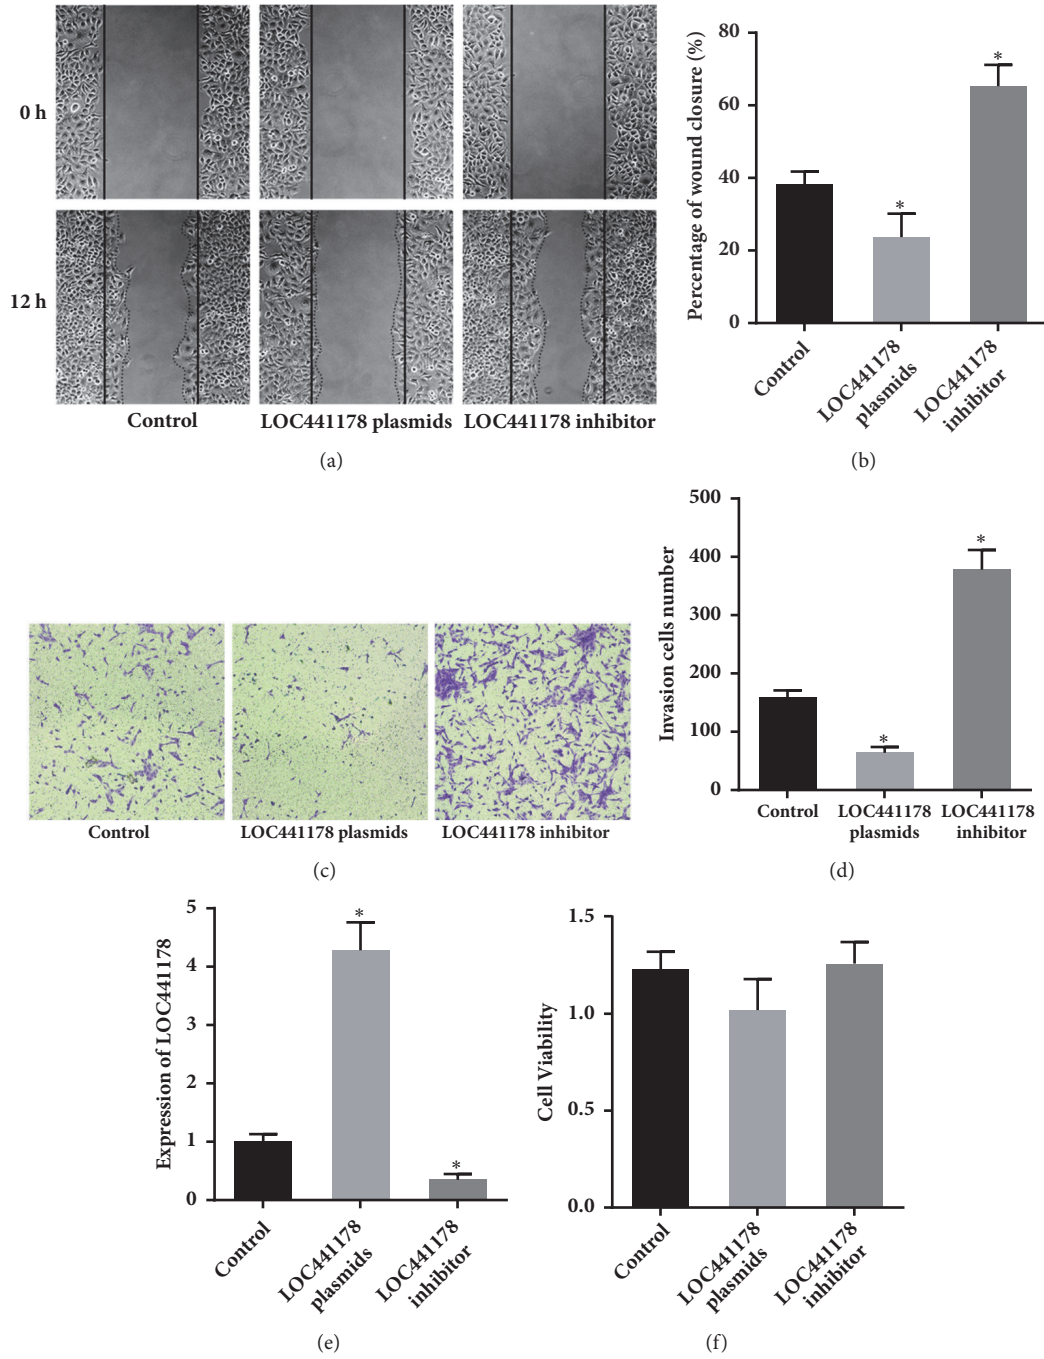 0 h
12 h
Control
LOC441178 plasmids
LOC441178 inhibitor
(a)
Percentage of wound closure (%)
80
60
40
20
0
*
*
Control
LOC441178
plasmids
LOC441178
inhibitor
(b)
Control
LOC441178 plasmids
LOC441178 inhibitor
(c)
Invasion cells number
500
400
300
200
100
0
*
*
Control
LOC441178
plasmids
LOC441178
inhibitor
(d)
Expression of LOC441178
5
4
3
2
1
0
*
*
Control
LOC441178
plasmids
LOC441178
inhibitor
(e)
Cell Viability
1.5
1.0
0.5
0.0
Control
LOC441178
plasmids
LOC441178
inhibitor
(f)